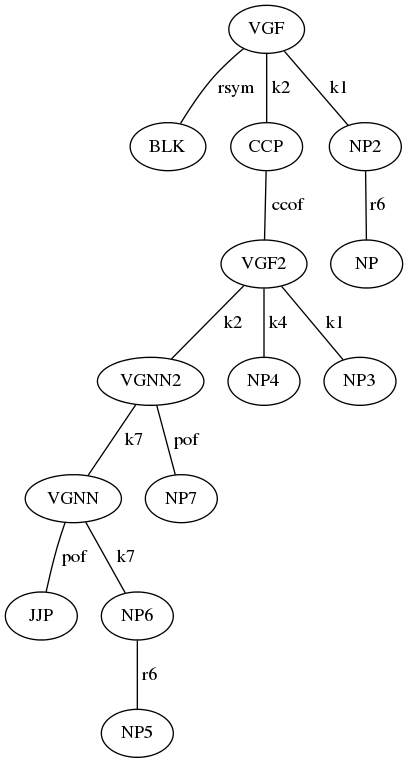 VGF
rsym k2 k1
BLK CCP NP2
ccof r6
VGF2 NP
k2 k4 k1
VGNN2 NP4 NP3
k7 pof
VGNN NP7
pof k7
JJP NP6
r6
NP5